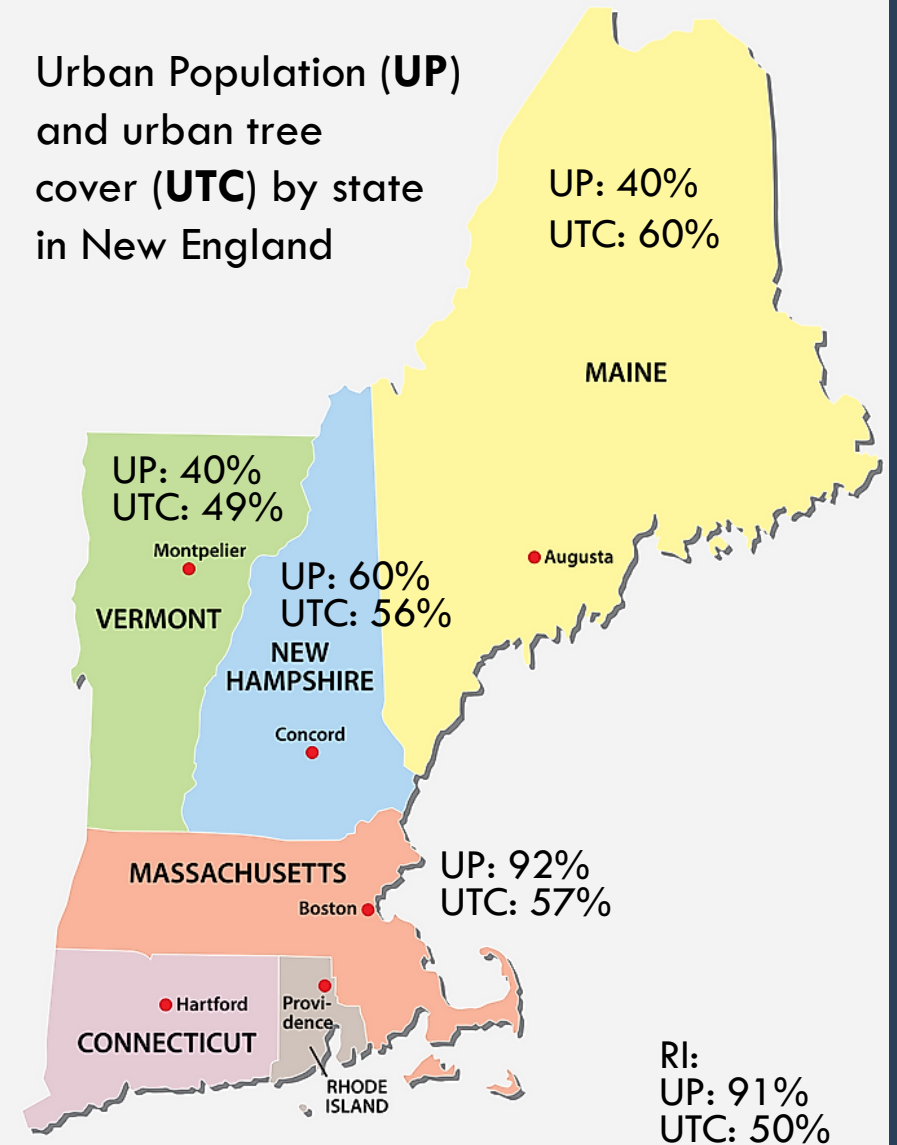 Urban Population (UP)
and urban tree
cover (UTC) by state
in New England
UP: 40%
UTC: 60%
MAINE
UP: 40%
UTC: 49%
Montpelier
Augusta
UP: 60%
UTC: 56%
VERMONT
NEW
HAMPSHIRE
Concord
MASSACHUSETTS
UP: 92%
UTC: 57%
Boston
Hartford
Provi-
dence
CONNECTICUT
RHODE
ISLAND
RI:
UP: 91%
UTC: 50%